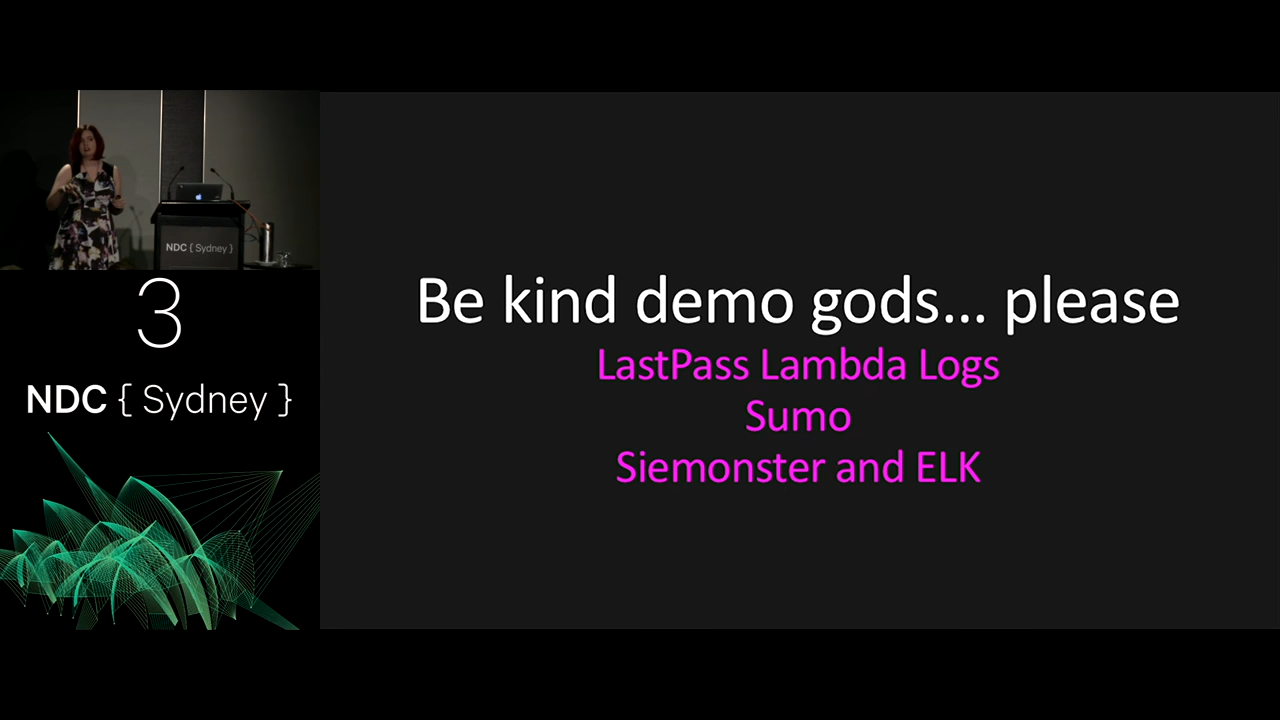 NDC { Sydney }
3
NDC { Sydney }
Be kind demo gods... please
LastPass Lambda Logs
Sumo
Siemonster and ELK